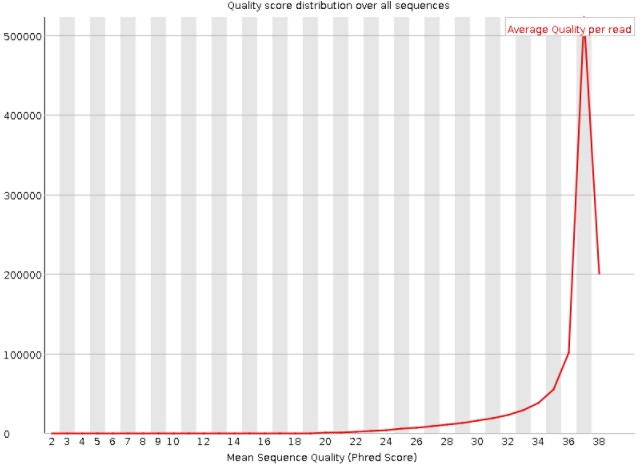 Quality score distribution over all sequences
Average Quality per read
500000
400000
300000
200000
100000
0
2 3 4 5 6 7 8 9 10 12 14 16 18 20 22 24 26 28 30 32 34 36 38
Mean Sequence Quality (Phred Score)